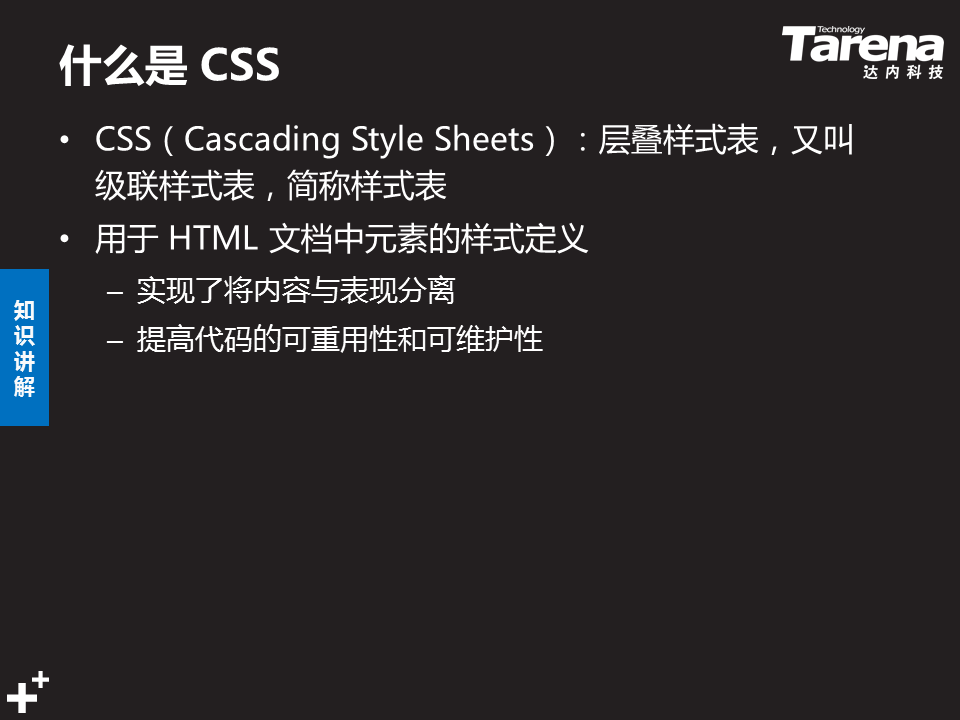 什么是 CSS
Technology
Tarena
达内科技
• CSS（Cascading Style Sheets）：层叠样式表，又叫
级联样式表，简称样式表
• 用于 HTML 文档中元素的样式定义
– 实现了将内容与表现分离
– 提高代码的可重用性和可维护性
知
识
讲
解